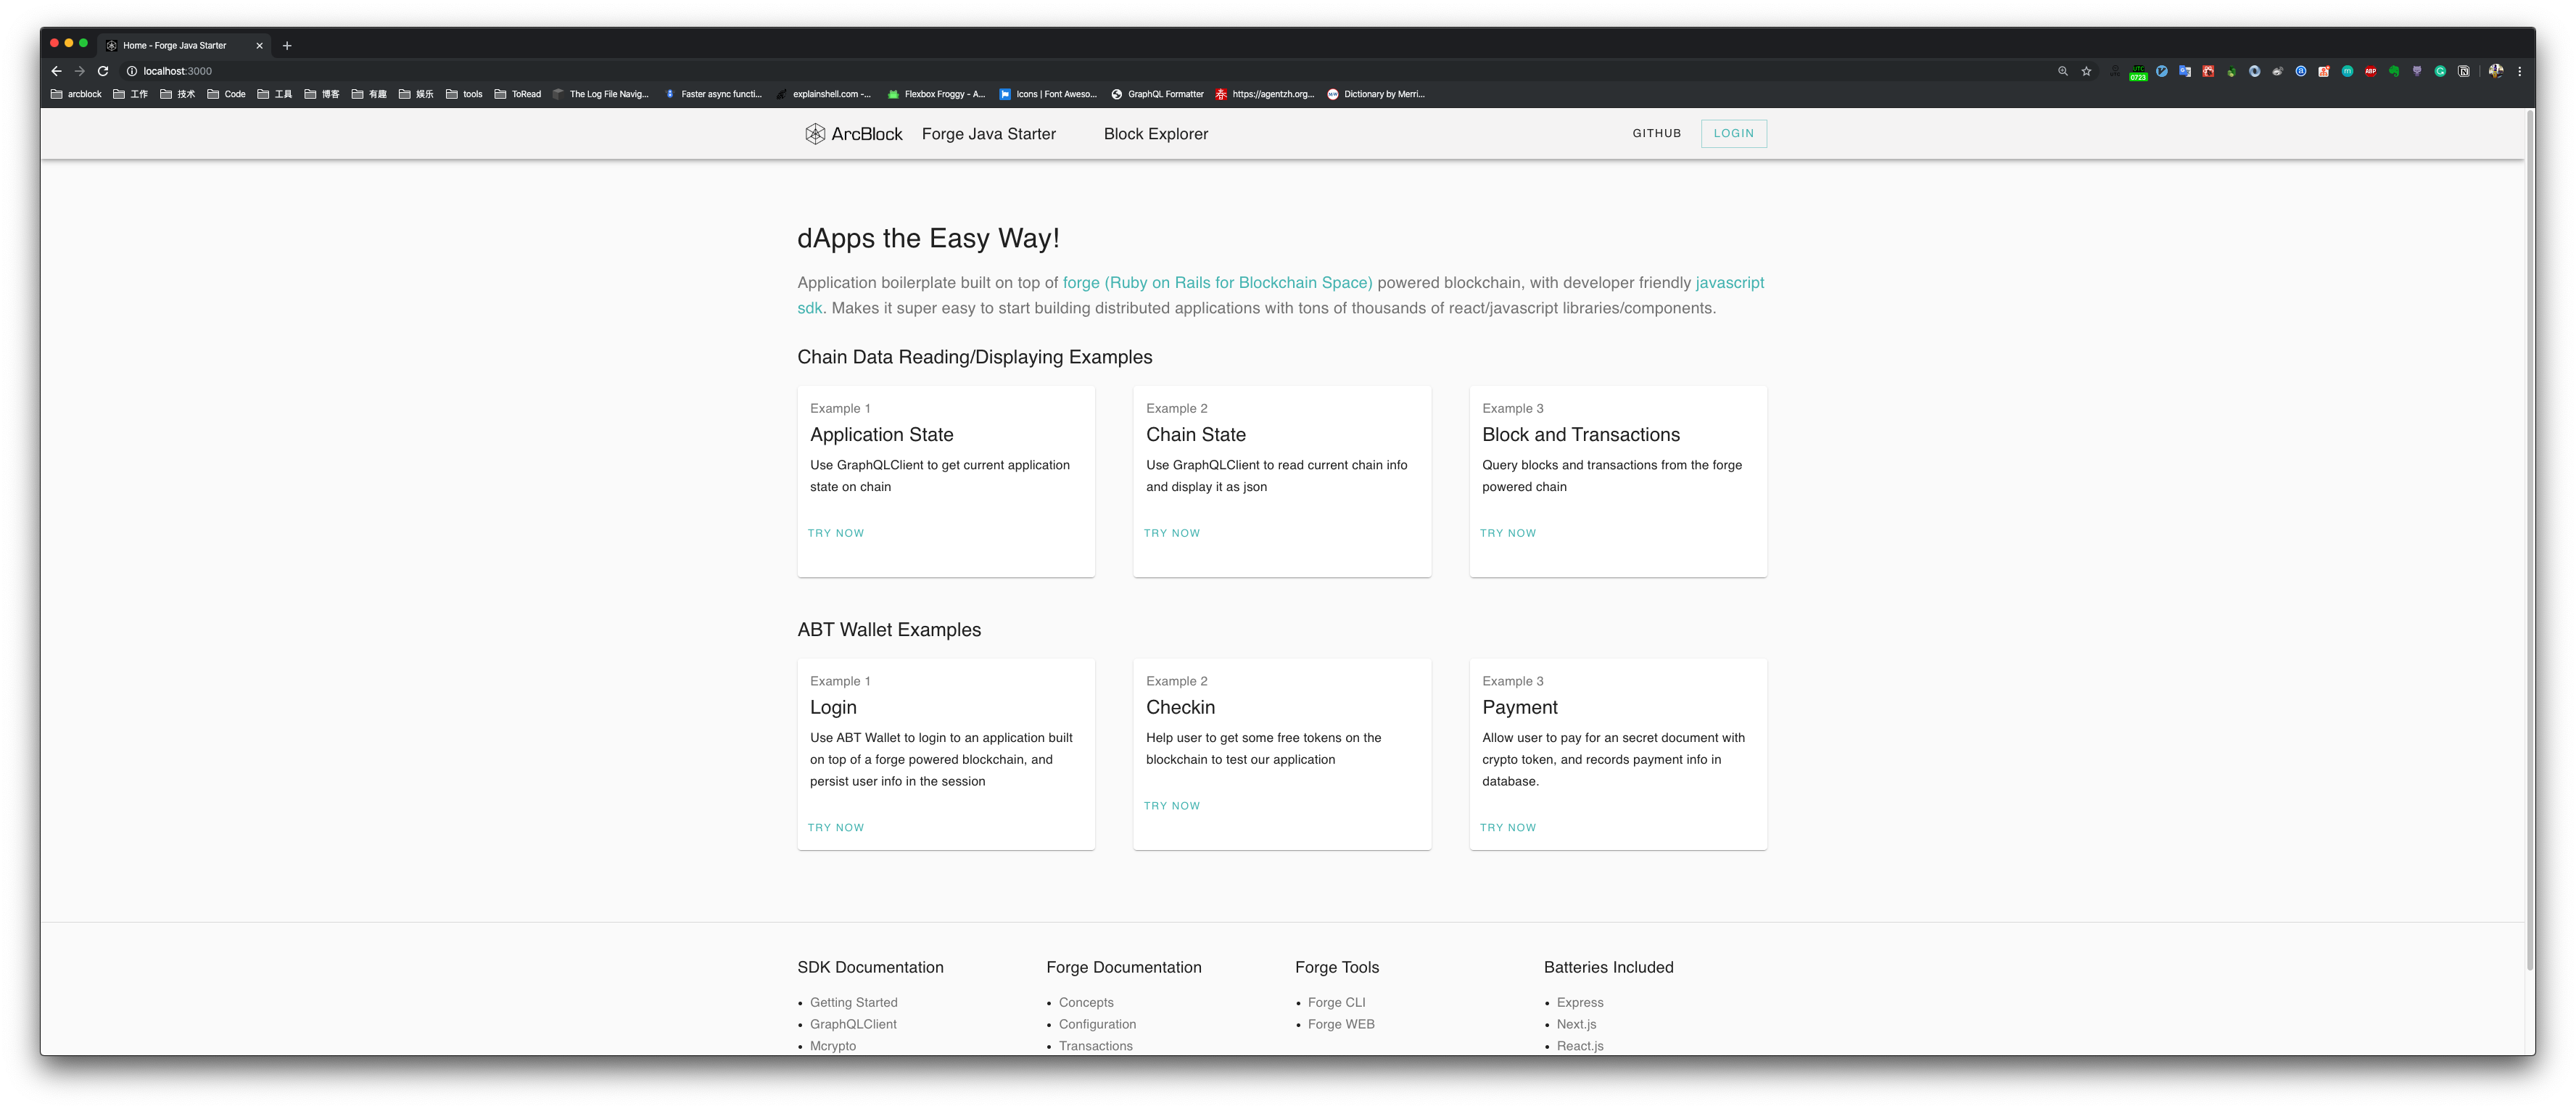 Home - Forge Java Starter
localhost:3000
UTC
0723
ABP
arcblock 工作 技术 Code 工具 博客 有趣 娱乐 tools ToRead The Log File Navig... Faster async functi... explainshell.com -... Flexbox Froggy - A... Icons | Font Aweso... GraphQL Formatter https://agentzh.org... Dictionary by Merri...
ArcBlock Forge Java Starter Block Explorer GITHUB LOGIN
dApps the Easy Way!
Application boilerplate built on top of forge (Ruby on Rails for Blockchain Space) powered blockchain, with developer friendly javascript
sdk. Makes it super easy to start building distributed applications with tons of thousands of react/javascript libraries/components.
Chain Data Reading/Displaying Examples
Example 1
Application State
Use GraphQLClient to get current application
state on chain
TRY NOW
Example 2
Chain State
Use GraphQLClient to read current chain info
and display it as json
TRY NOW
Example 3
Block and Transactions
Query blocks and transactions from the forge
powered chain
TRY NOW
ABT Wallet Examples
Example 1
Login
Use ABT Wallet to login to an application built
on top of a forge powered blockchain, and
persist user info in the session
TRY NOW
Example 2
Checkin
Help user to get some free tokens on the
blockchain to test our application
TRY NOW
Example 3
Payment
Allow user to pay for an secret document with
crypto token, and records payment info in
database.
TRY NOW
SDK Documentation
Getting Started
GraphQLClient
Mcrypto
Forge Documentation
Concepts
Configuration
Transactions
Forge Tools
Forge CLI
Forge WEB
Batteries Included
Express
Next.js
React.js